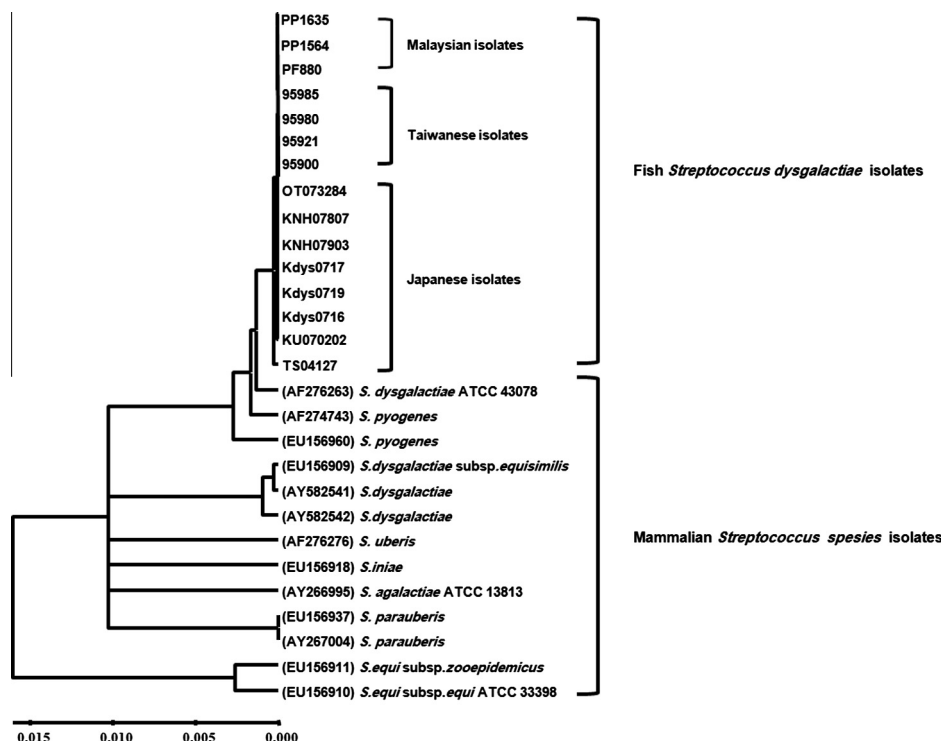 PP1635
PP1564
Malaysian isolates
PF880
95985
95980
95921
Taiwanese isolates
95900
Fish Streptococcus dysgalactiae isolates
OT073284
KNH07807
KNH07903
Kdys0717
Japanese isolates
Kdys0719
Kdys0716
KU070202
TS04127
(AF276263) S. dysgalactiae ATCC 43078
(AF274743) S. pyogenes
(EU156960) S. pyogenes
(EU156909) S.dysgalactiae subsp.equisimilis
(AY582541) S.dysgalactiae
(AY582542) S.dysgalactiae
Mammalian Streptococcus spesies isolates
(AF276276) S. uberis
(EU156918) S.iniae
(AY266995) S. agalactiae ATCC 13813
(EU156937) S. parauberis
(AY267004) S. parauberis
(EU156911) S.equi subsp.zooepidemicus
(EU156910) S.equi subsp.equi ATCC 33398
0.015 0.010 0.005 0.000